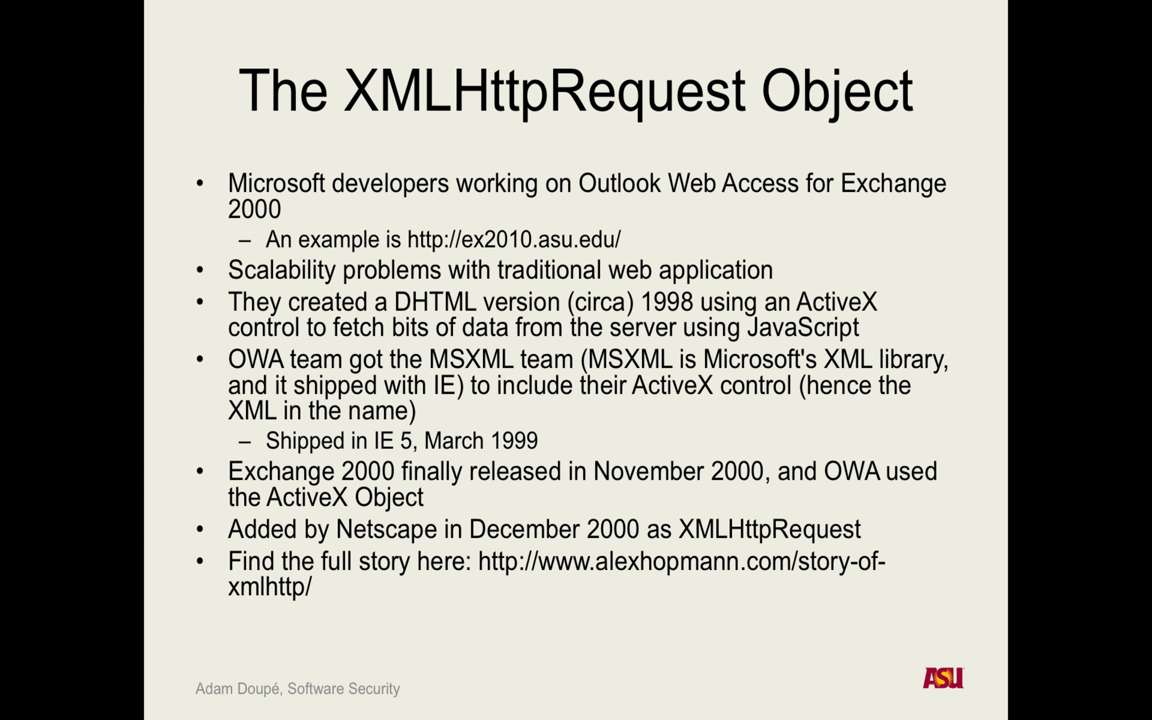 The XMLHttpRequest Object
• Microsoft developers working on Outlook Web Access for Exchange
2000
– An example is http://ex2010.asu.edu/
• Scalability problems with traditional web application
• They created a DHTML version (circa) 1998 using an ActiveX
control to fetch bits of data from the server using JavaScript
• OWA team got the MSXML team (MSXML is Microsoft's XML library,
and it shipped with IE) to include their ActiveX control (hence the
XML in the name)
– Shipped in IE 5, March 1999
• Exchange 2000 finally released in November 2000, and OWA used
the ActiveX Object
• Added by Netscape in December 2000 as XMLHttpRequest
• Find the full story here: http://www.alexhopmann.com/story-of-
xmlhttp/
Adam Doupé, Software Security
ASU